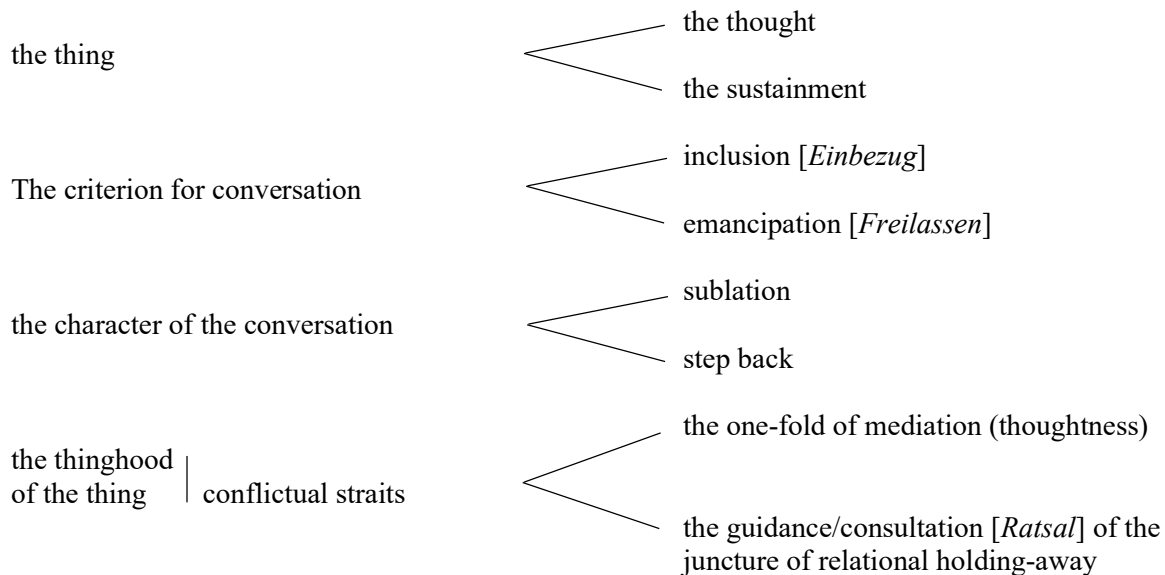 the thing
the thought
the sustainment
The criterion for conversation
inclusion [Einbezug]
emancipation [Freilassen]
the character of the conversation
sublation
step back
the thinghood
of the thing
conflictual straits
the one-fold of mediation (thoughtness)
the guidance/consultation [Ratsal] of the
juncture of relational holding-away